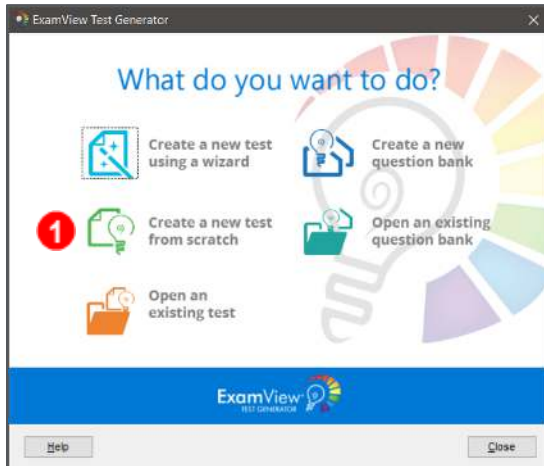 ExamView Test Generator
What do you want to do?
Create a new test
using a wizard
Create a new
question bank
1
Create a new test
from scratch
Open an existing
question bank
Open an
existing test
ExamView
TEST GENERATOR
Help
Close